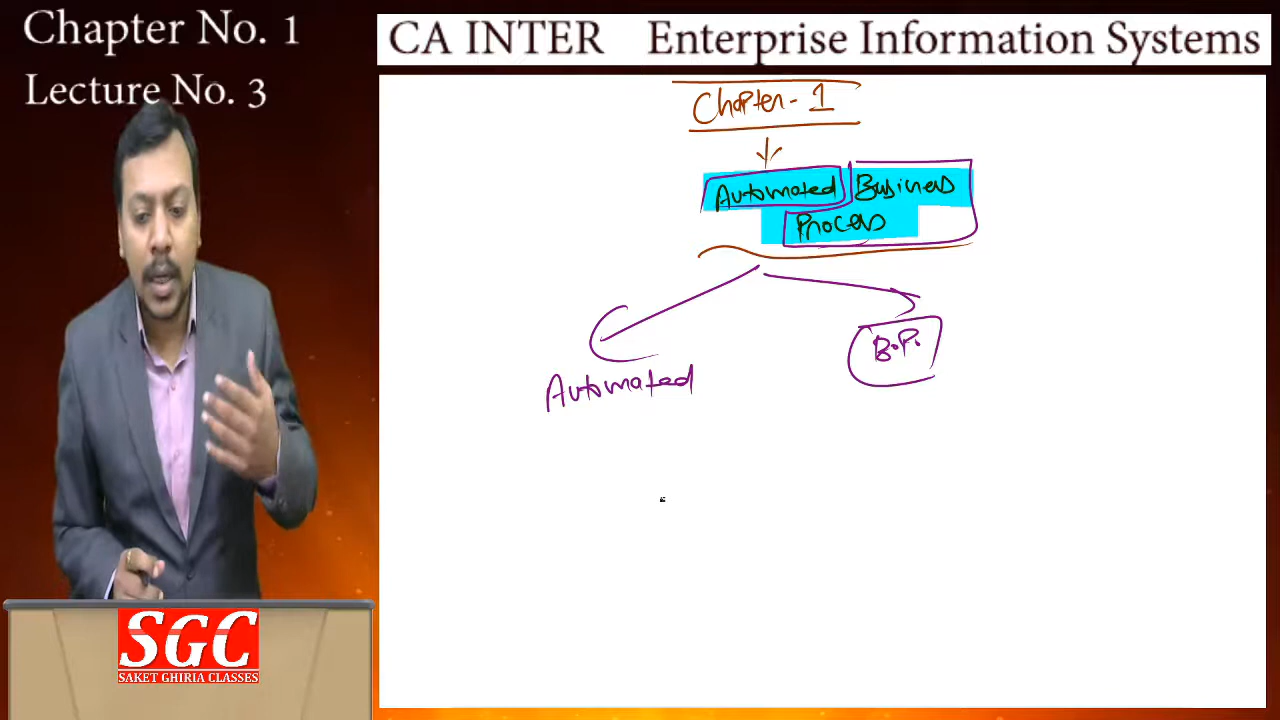 Chapter No. 1
Lecture No. 3
CA INTER Enterprise Information Systems
Chapter - 1
Automated Business
Process
Automated
B.P.
SGC
SAKET GHIRIA CLASSES